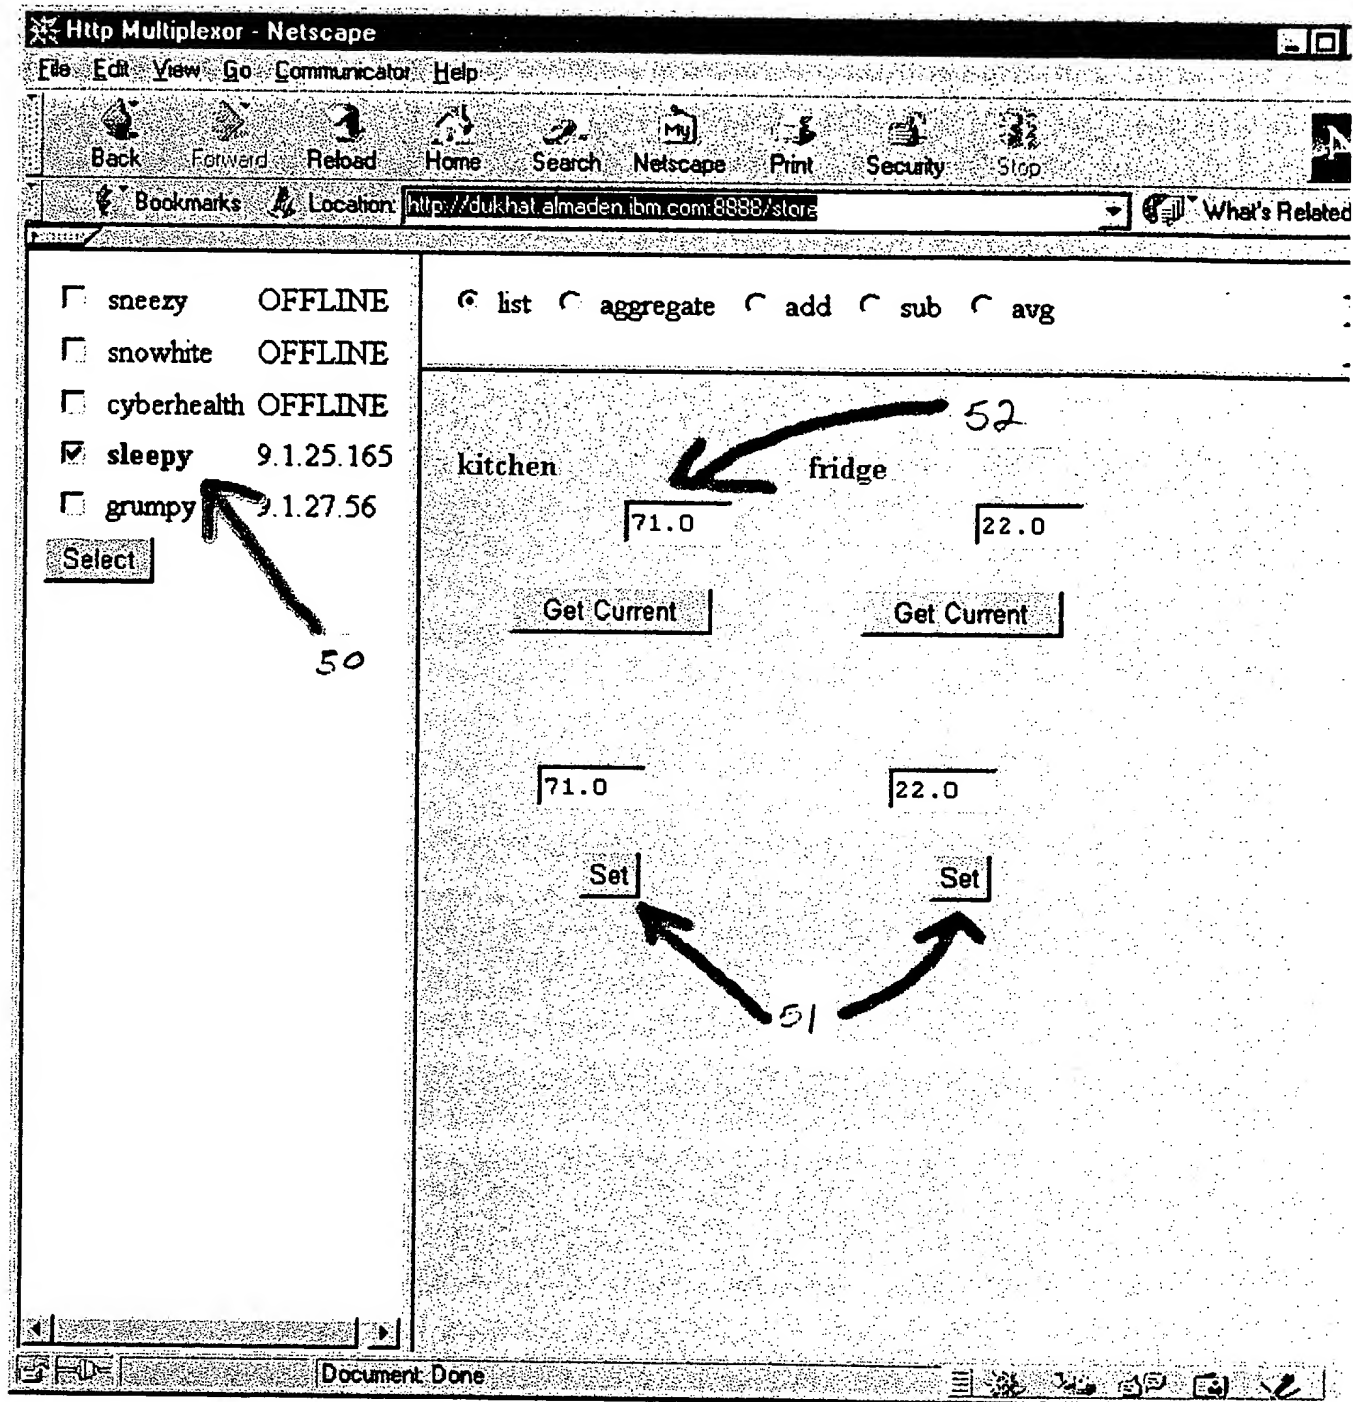 Http Multiplexor - Netscape
File Edit View Go Communicator Help
Back Forward Reload Home Search My Netscape Print Security Stop N
Bookmarks Location: http://dukhat.almaden.ibm.com:8888/store What's Related
sneezy OFFLINE
snowhite OFFLINE
cyberhealth OFFLINE
sleepy 9.1.25.165
grumpy 9.1.27.56
Select
50
list aggregate add sub avg
52
kitchen fridge
71.0 22.0
Get Current Get Current
71.0 22.0
Set Set
51
Document: Done